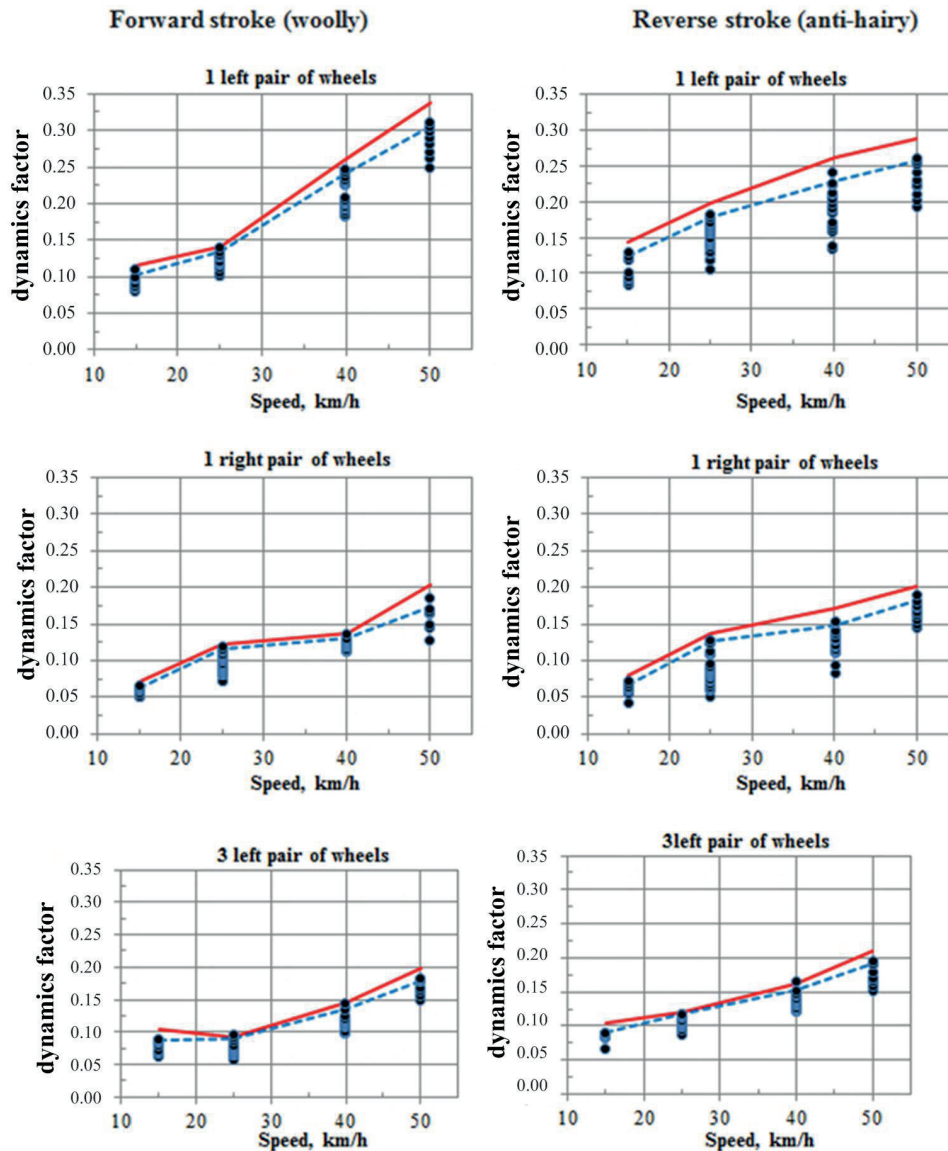 Forward stroke (woolly)
Reverse stroke (anti-hairy)
1 left pair of wheels
0.35
0.30
0.25
0.20
0.15
0.10
0.05
0.00
dynamics factor
10 20 30 40 50
Speed, km/h
1 left pair of wheels
0.35
0.30
0.25
0.20
0.15
0.10
0.05
0.00
dynamics factor
10 20 30 40 50
Speed, km/h
1 right pair of wheels
0.35
0.30
0.25
0.20
0.15
0.10
0.05
0.00
dynamics factor
10 20 30 40 50
Speed, km/h
1 right pair of wheels
0.35
0.30
0.25
0.20
0.15
0.10
0.05
0.00
dynamics factor
10 20 30 40 50
Speed, km/h
3 left pair of wheels
0.35
0.30
0.25
0.20
0.15
0.10
0.05
0.00
dynamics factor
10 20 30 40 50
Speed, km/h
3left pair of wheels
0.35
0.30
0.25
0.20
0.15
0.10
0.05
0.00
dynamics factor
10 20 30 40 50
Speed, km/h